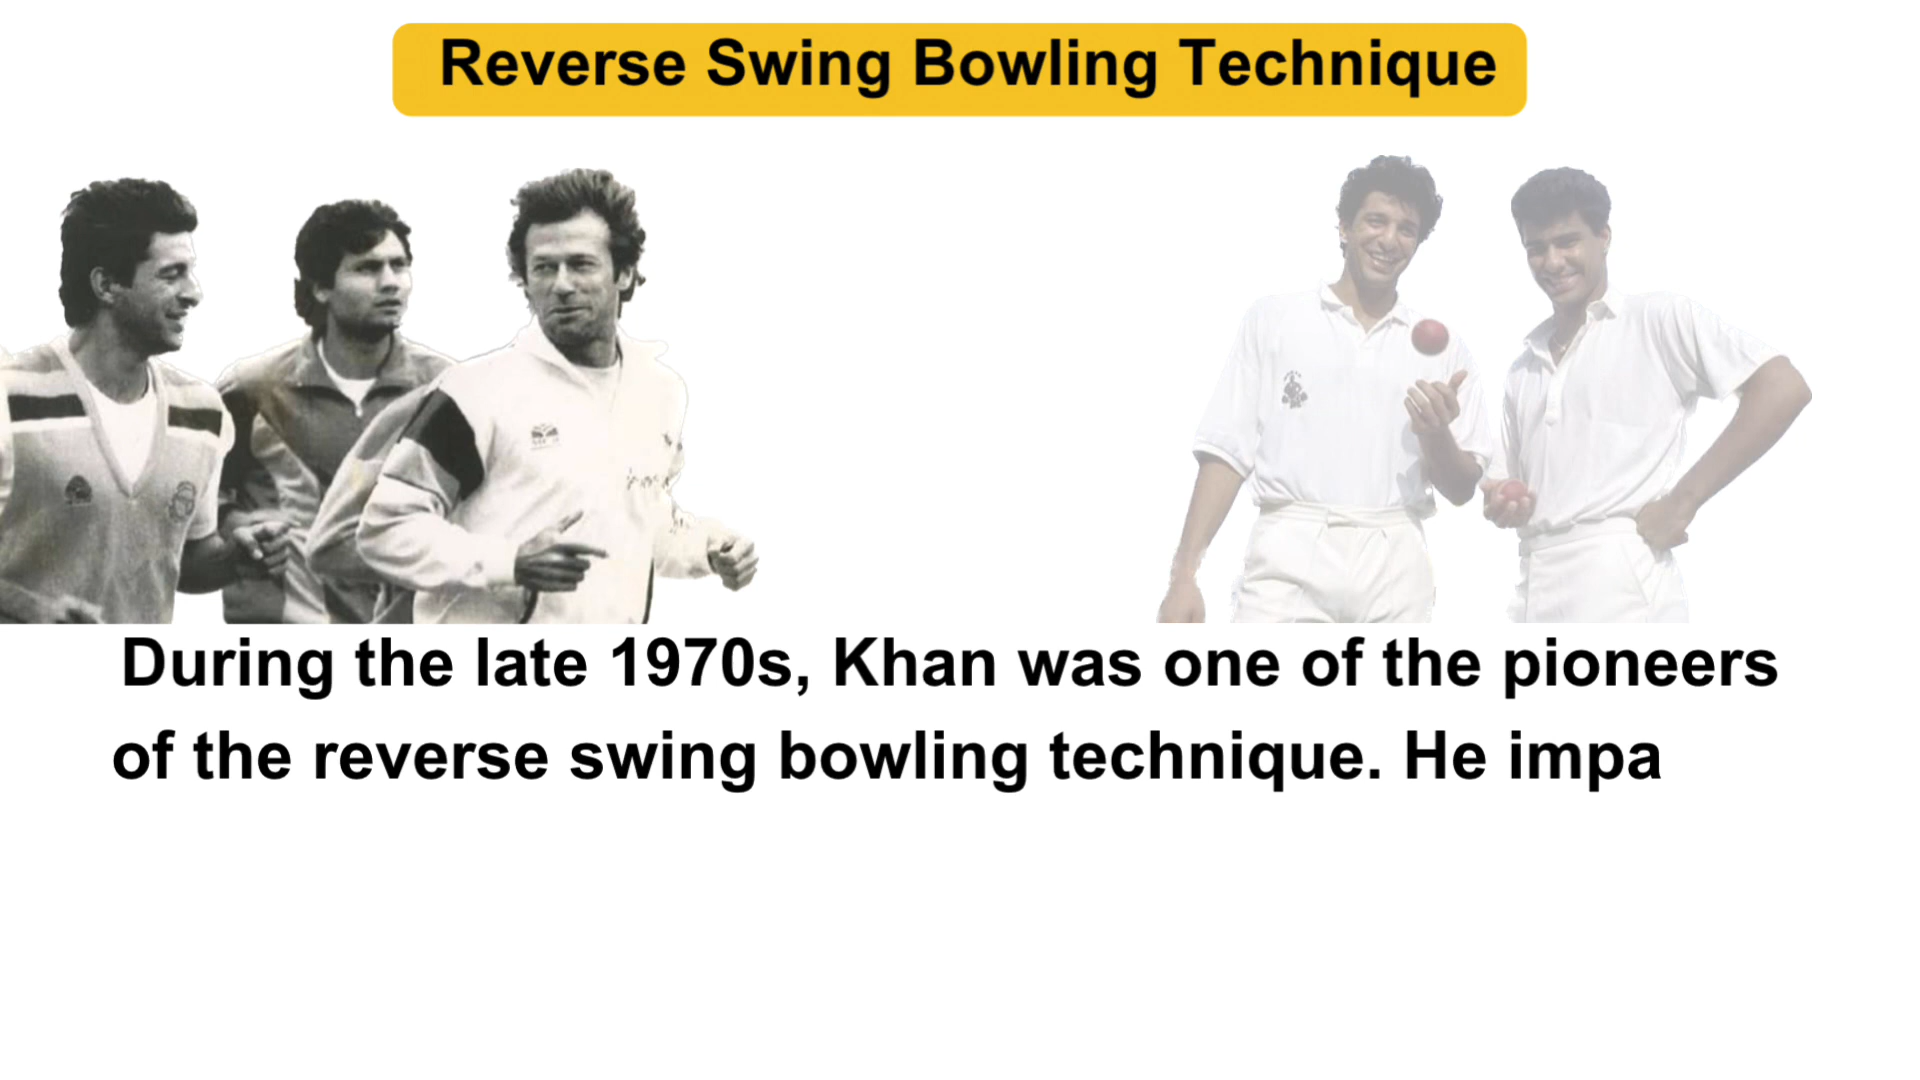 Reverse Swing Bowling Technique
During the late 1970s, Khan was one of the pioneers
of the reverse swing bowling technique. He impa